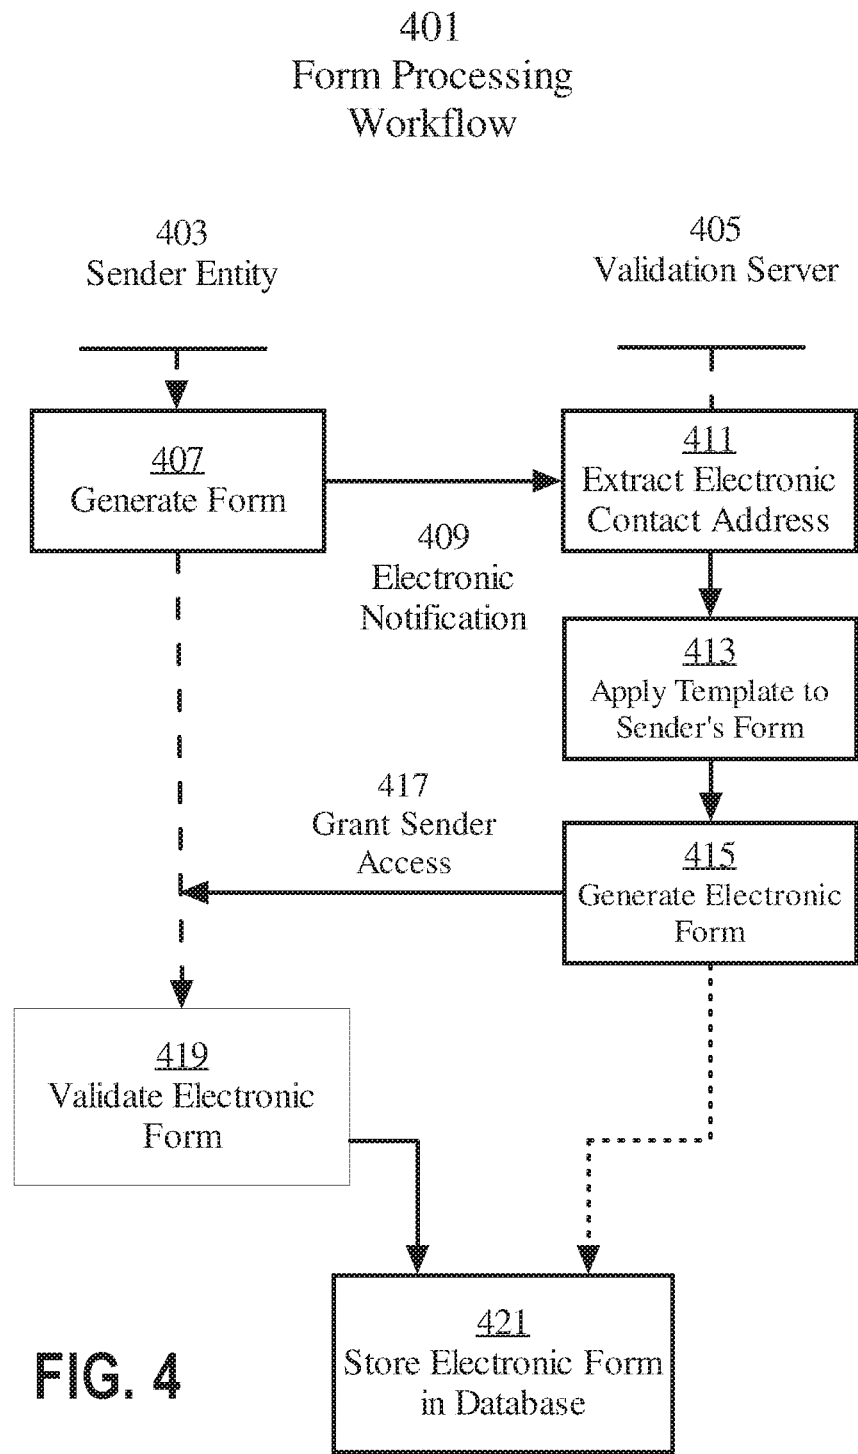 401
Form Processing
Workflow
403
Sender Entity
405
Validation Server
407
Generate Form
409
Electronic
Notification
411
Extract Electronic
Contact Address
413
Apply Template to
Sender's Form
417
Grant Sender
Access
415
Generate Electronic
Form
419
Validate Electronic
Form
421
Store Electronic Form
in Database
FIG. 4